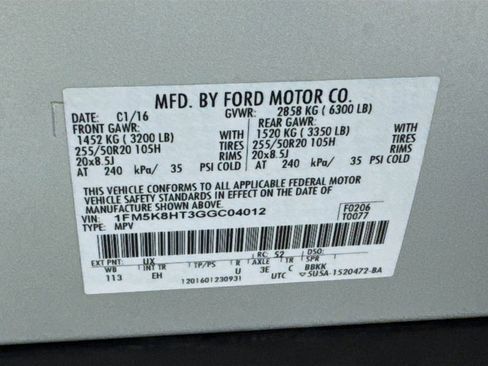 MFD. BY FORD MOTOR CO.
DATE: C1/16 GVWR: 2858 KG ( 6300 LB)
FRONT GAWR: REAR GAWR:
1452 KG ( 3200 LB) WITH 1520 KG ( 3350 LB) WITH
255/50R20 105H TIRES 255/50R20 105H TIRES
20x8.5J RIMS 20x8.5J RIMS
AT 240 kPa/ 35 PSI COLD AT 240 kPa/ 35 PSI COLD
THIS VEHICLE CONFORMS TO ALL APPLICABLE FEDERAL MOTOR
VEHICLE SAFETY STANDARDS IN EFFECT ON THE DATE OF
MANUFACTURE SHOWN ABOVE.
VIN: 1FM5K8HT3GGC04012 F0206
TYPE: MPV T0077
EXT PNT: UX RC: 52 DSO:
WB INT TR TP/PS R AXLE TR SPR
113 EH U 3E C BBKK
1201601230931 UTC 5U5A-1520472-BA